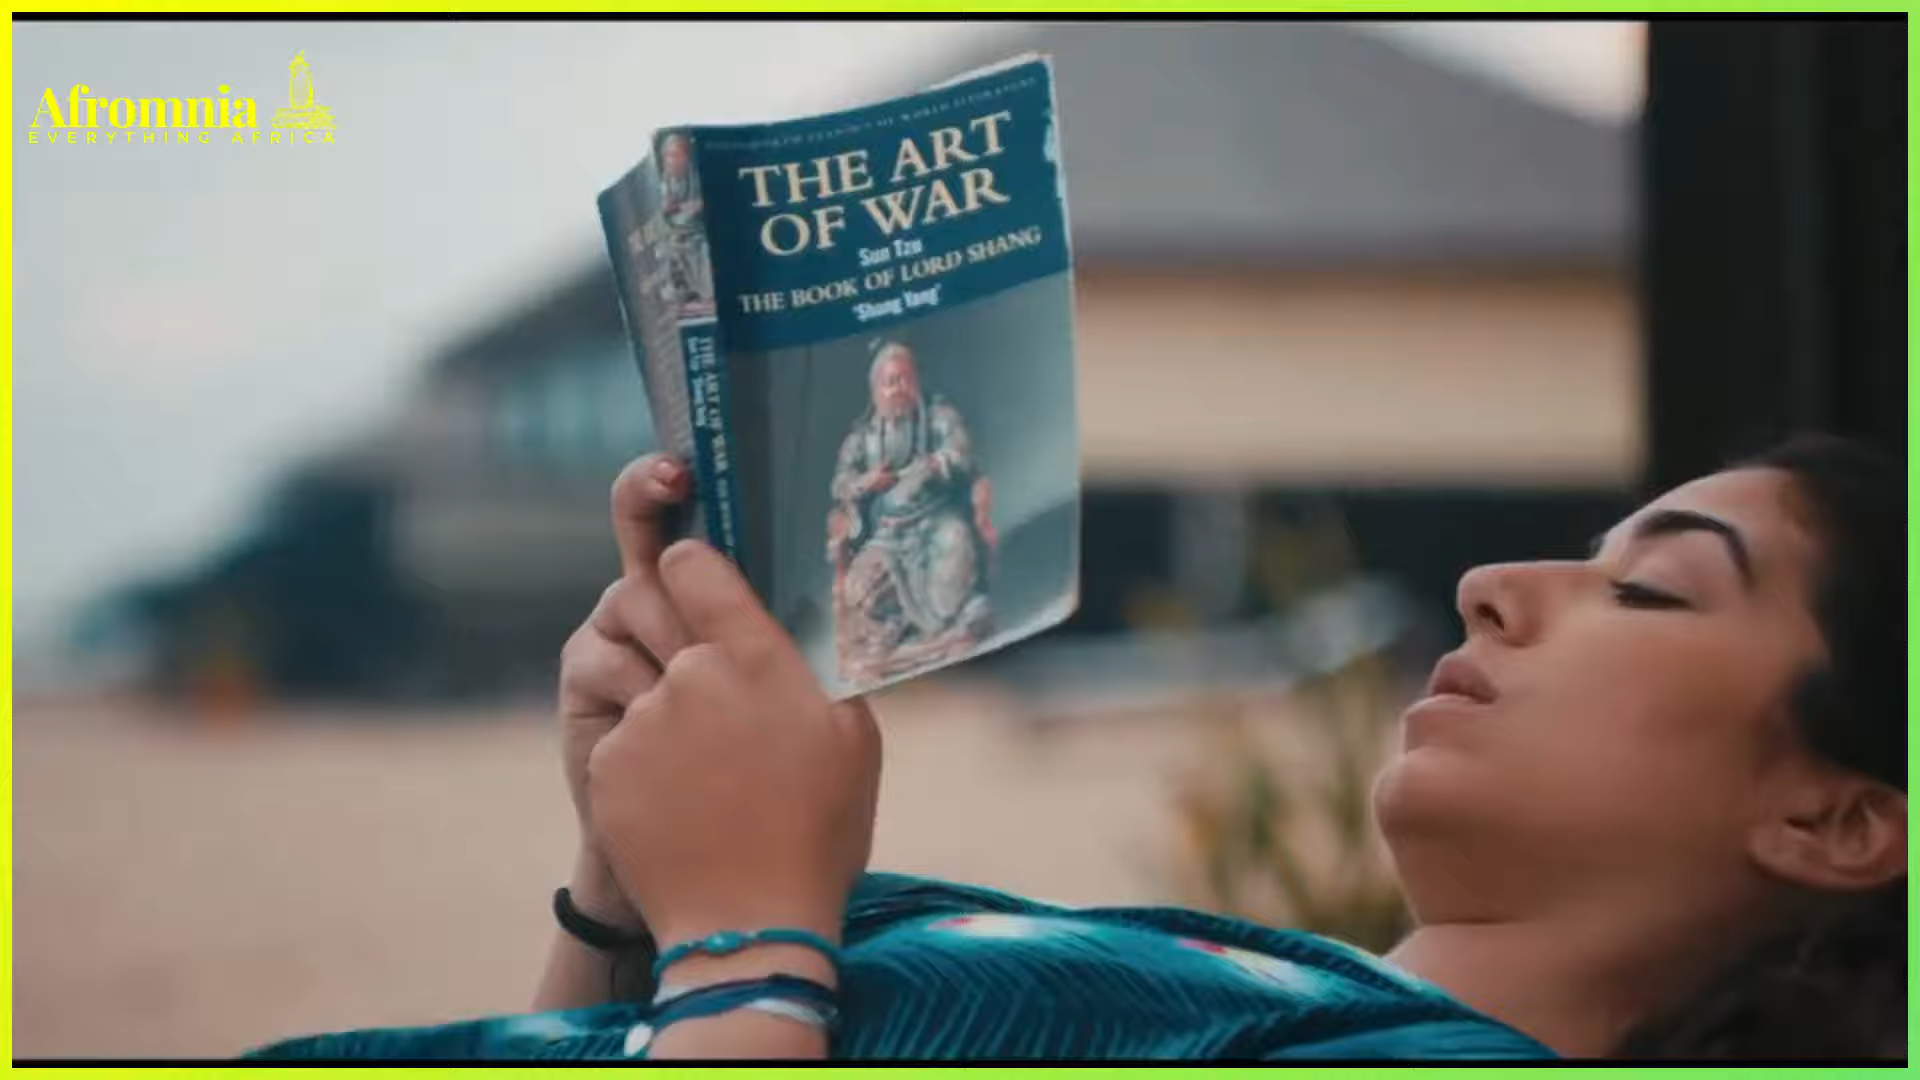 Afromnia
EVERYTHING AFRICA
THE ART
OF WAR
Sun Tzu
THE BOOK OF LORD SHANG
'Shang Yang'
THE ART OF WAR